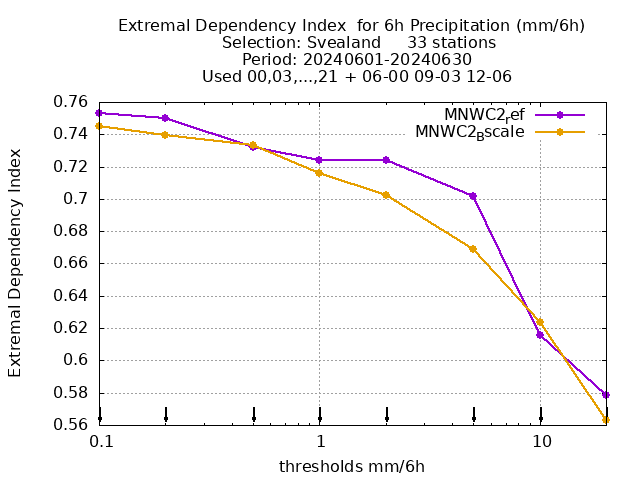 Extremal Dependency Index  for 6h Precipitation (mm/6h)
Selection: Svealand     33 stations
Period: 20240601-20240630
Used 00,03,...,21 + 06-00 09-03 12-06
MNWC2ref
MNWC2Bscale
Extremal Dependency Index
0.76
0.74
0.72
0.7
0.68
0.66
0.64
0.62
0.6
0.58
0.56
0.1
1
10
thresholds mm/6h